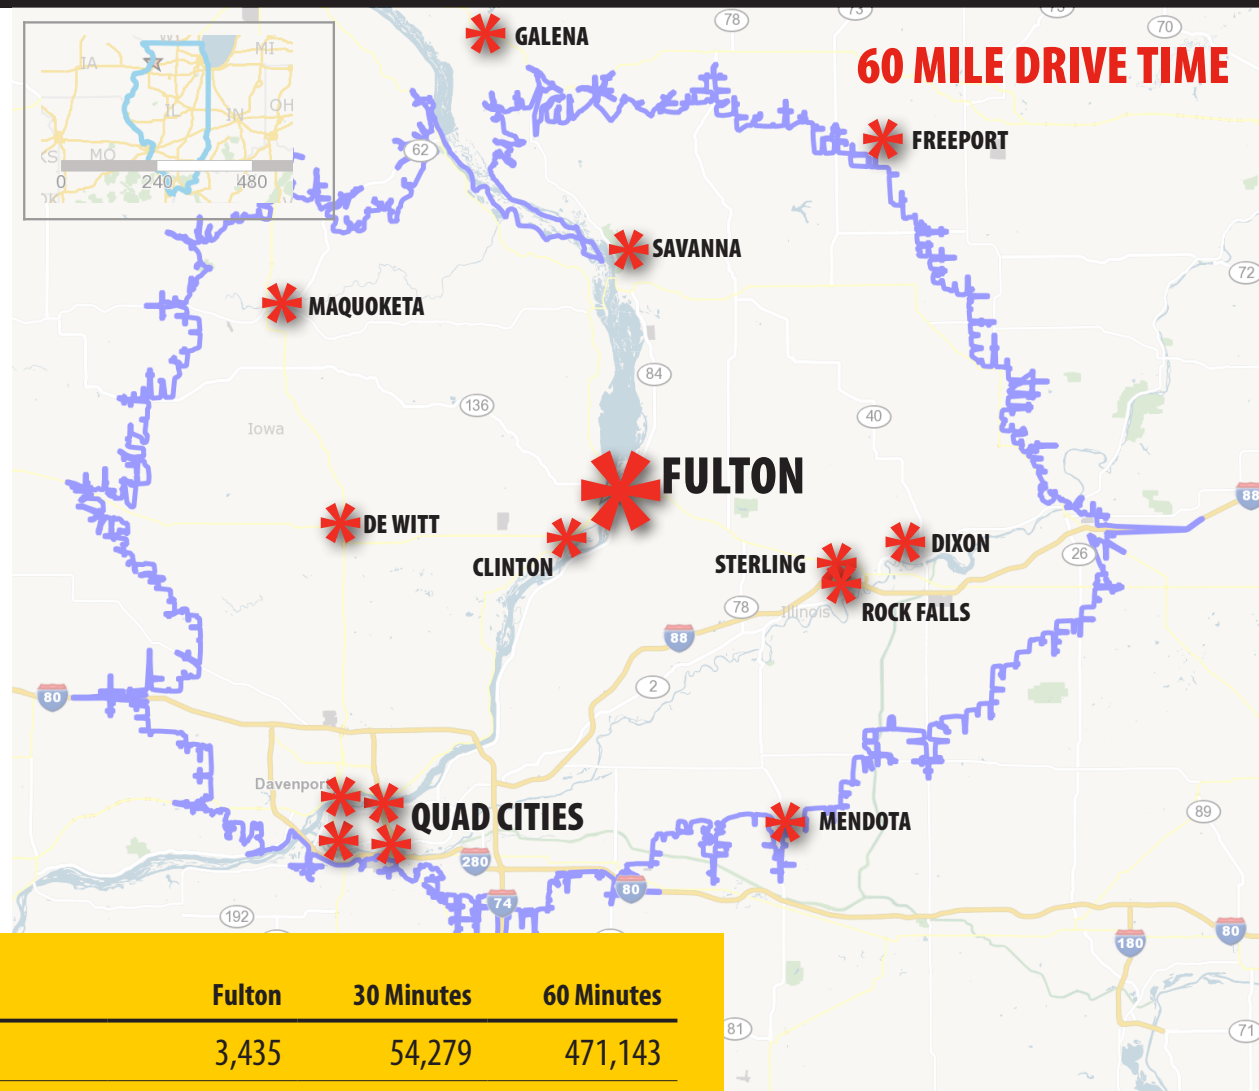 GALENA
78
73
70
60 MILE DRIVE TIME
WI
MI
IA
IL
IN
OH
KS
MO
OK
0 240 480
62
FREEPORT
SAVANNA
72
MAQUOKETA
84
136
40
Iowa
FULTON
88
DE WITT
CLINTON
STERLING
DIXON
26
ROCK FALLS
78
Illinois
88
2
80
Davenport
QUAD CITIES
MENDOTA
89
280
80
74
192
180
80
Fulton 30 Minutes 60 Minutes
81
71
3,435 54,279 471,143